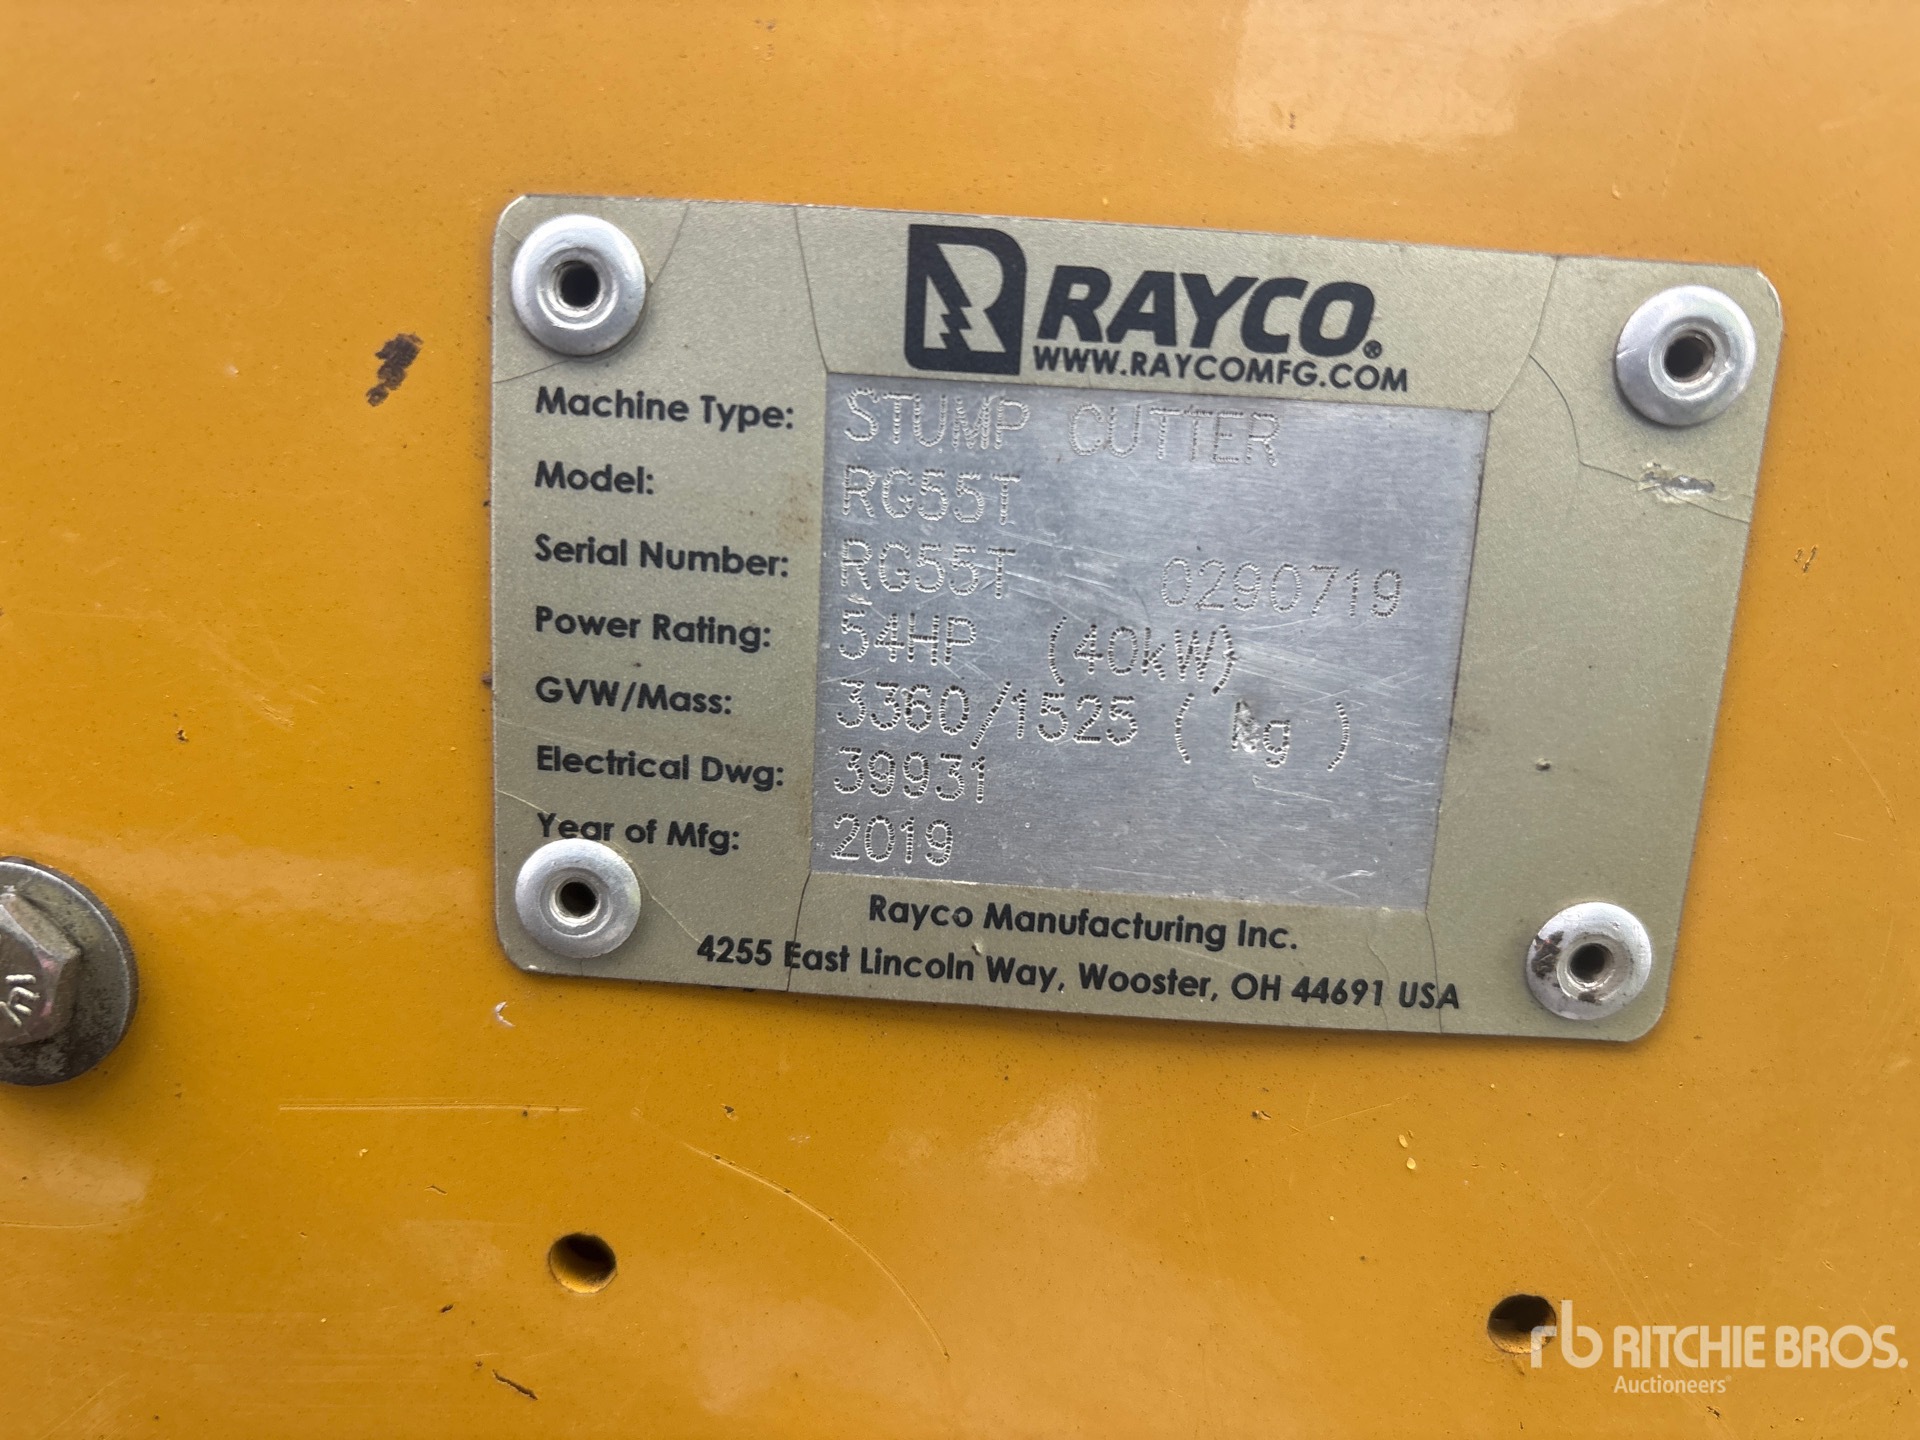 RAYCO.®
WWW.RAYCOMFG.COM
Machine Type: STUMP CUTTER
Model: RG55T
Serial Number: RG55T 0290719
Power Rating: 54HP (40kW)
GVW/Mass: 3360/1525 ( Kg )
Electrical Dwg: 39931
Year of Mfg: 2019
Rayco Manufacturing Inc.
4255 East Lincoln Way, Wooster, OH 44691 USA
rb RITCHIE BROS.
Auctioneers